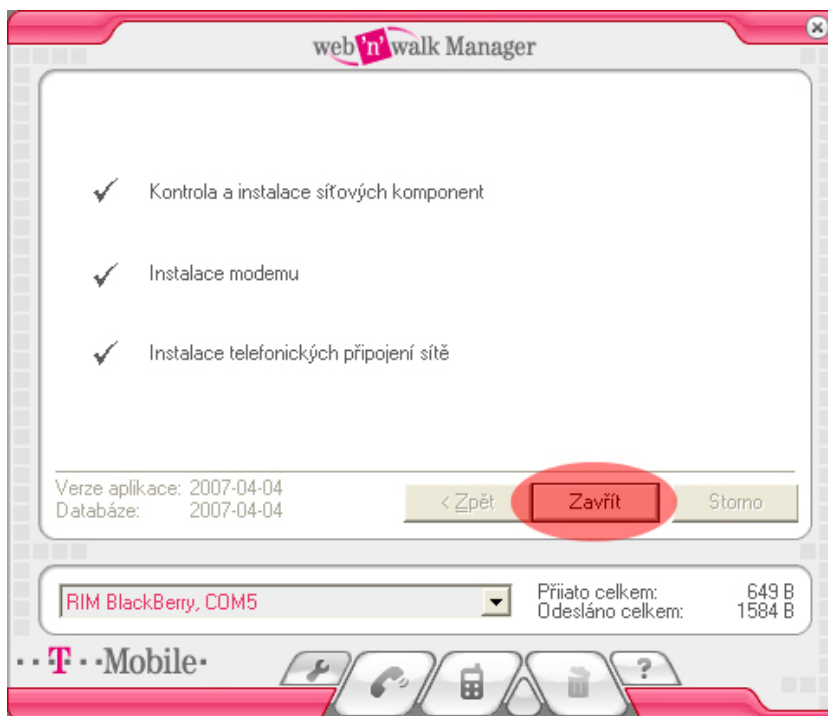 web'n'walk Manager
Kontrola a instalace síťových komponent
Instalace modemu
Instalace telefonických připojení sítě
Verze aplikace: 2007-04-04
Databáze: 2007-04-04
< Zpět
Zavřít
Storno
RIM BlackBerry, COM5
Přijato celkem: 649 B
Odesláno celkem: 1584 B
··T··Mobile·
?